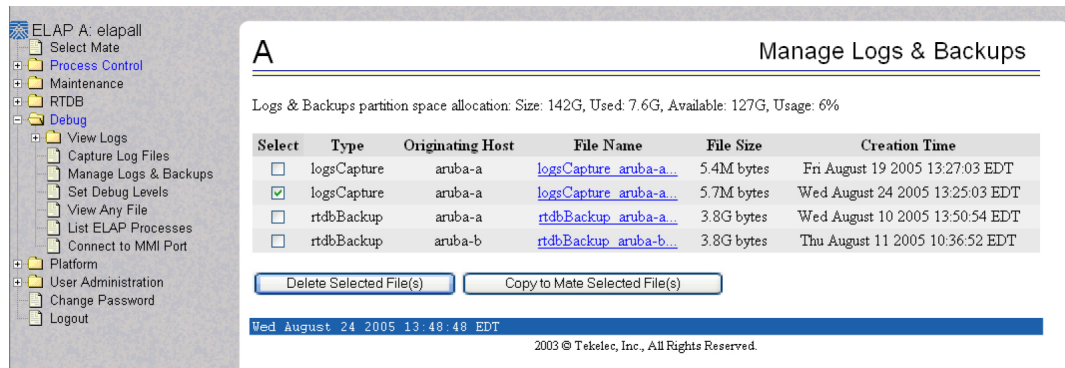 ELAP A: elapall
Select Mate
Process Control
Maintenance
RTDB
Debug
View Logs
Capture Log Files
Manage Logs & Backups
Set Debug Levels
View Any File
List ELAP Processes
Connect to MMI Port
Platform
User Administration
Change Password
Logout
A Manage Logs & Backups
Logs & Backups partition space allocation: Size: 142G, Used: 7.6G, Available: 127G, Usage: 6%
Select Type Originating Host File Name File Size Creation Time
logsCapture aruba-a logsCapture_aruba-a... 5.4M bytes Fri August 19 2005 13:27:03 EDT
logsCapture aruba-a logsCapture_aruba-a... 5.7M bytes Wed August 24 2005 13:25:03 EDT
rtdbBackup aruba-a rtdbBackup_aruba-a... 3.8G bytes Wed August 10 2005 13:50:54 EDT
rtdbBackup aruba-b rtdbBackup_aruba-b... 3.8G bytes Thu August 11 2005 10:36:52 EDT
Delete Selected File(s) Copy to Mate Selected File(s)
Wed August 24 2005 13:48:48 EDT
2003 © Tekelec, Inc., All Rights Reserved.